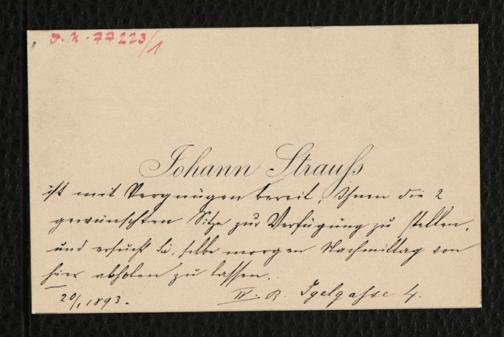 J. N. 77223/1
Johann Strauß
ist mit Vergnügen bereit, Ihnen die 2
gewünschten Sitze zur Verfügung zu stellen,
und ersucht Sie, selbe morgen Nachmittag von
hier abholen zu lassen.
20/1 1893. IV. B. Igelgasse 4.